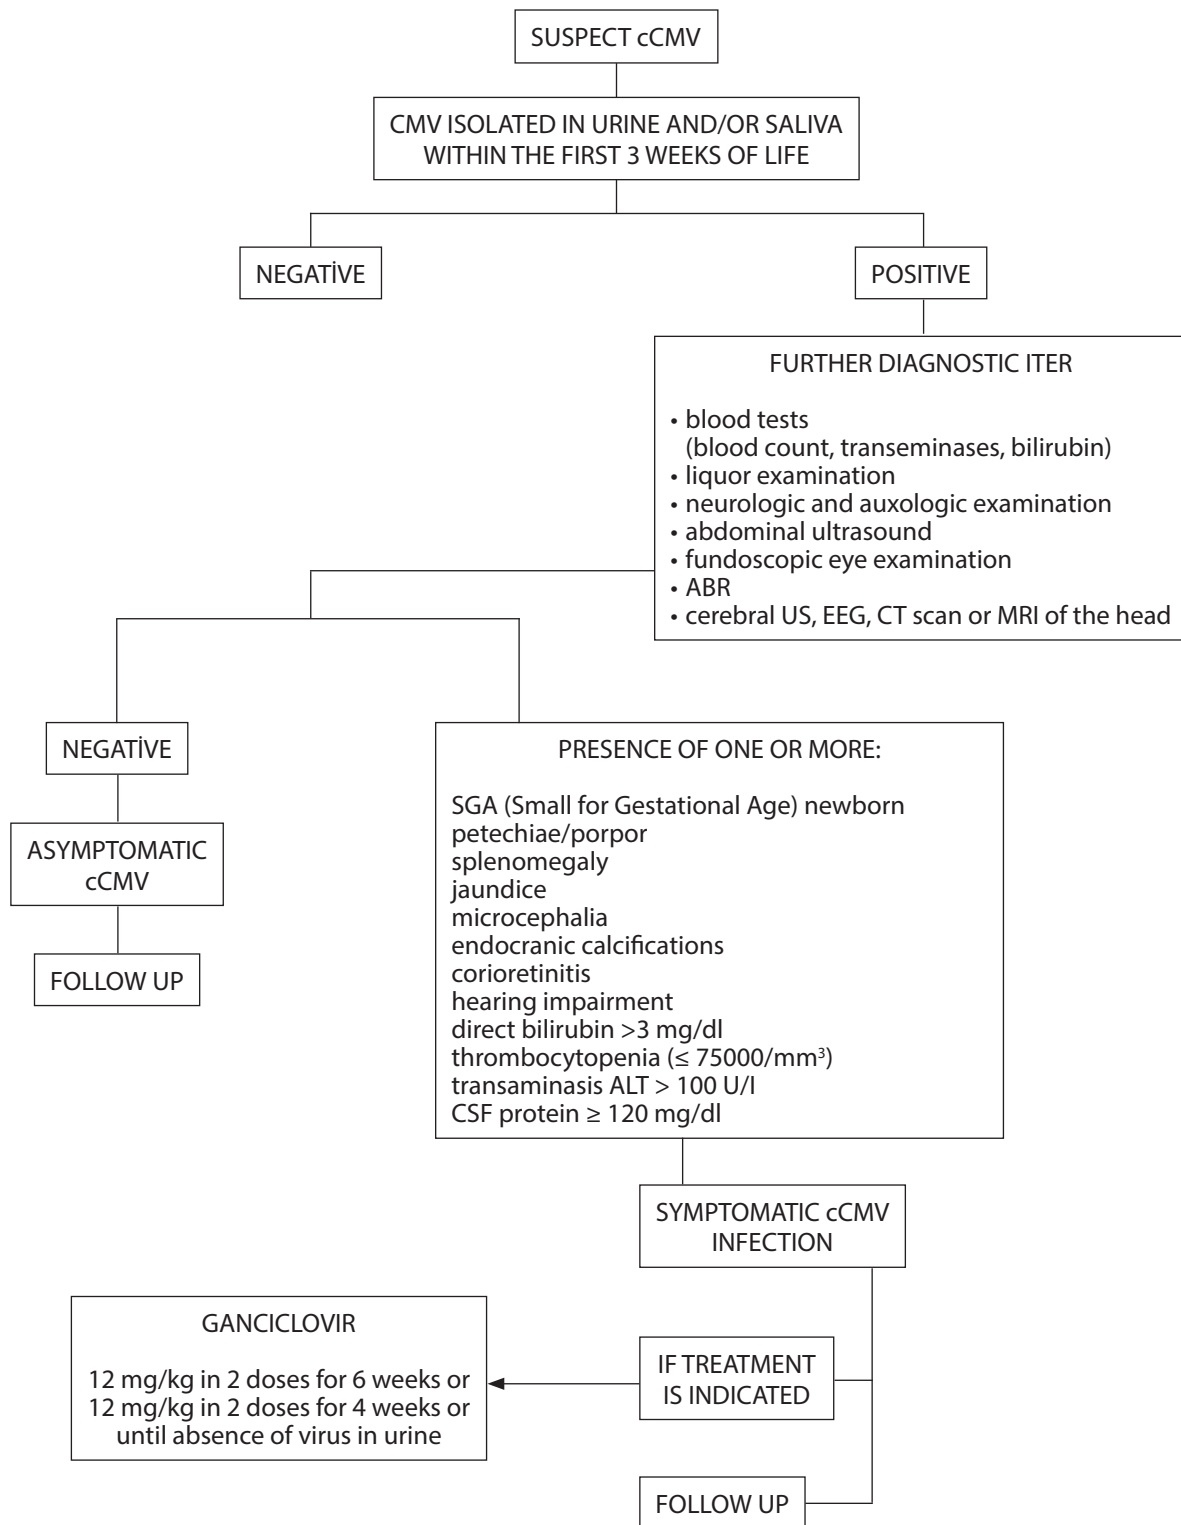 SUSPECT cCMV
CMV ISOLATED IN URINE AND/OR SALIVA
WITHIN THE FIRST 3 WEEKS OF LIFE
NEGATİVE
POSITIVE
FURTHER DIAGNOSTIC ITER
• blood tests
(blood count, transeminases, bilirubin)
• liquor examination
• neurologic and auxologic examination
• abdominal ultrasound
• fundoscopic eye examination
• ABR
• cerebral US, EEG, CT scan or MRI of the head
NEGATİVE
ASYMPTOMATIC
cCMV
FOLLOW UP
PRESENCE OF ONE OR MORE:
SGA (Small for Gestational Age) newborn
petechiae/porpor
splenomegaly
jaundice
microcephalia
endocranic calcifications
corioretinitis
hearing impairment
direct bilirubin >3 mg/dl
thrombocytopenia (≤ 75000/mm³)
transaminasis ALT > 100 U/l
CSF protein ≥ 120 mg/dl
SYMPTOMATIC cCMV
INFECTION
IF TREATMENT
IS INDICATED
GANCICLOVIR
12 mg/kg in 2 doses for 6 weeks or
12 mg/kg in 2 doses for 4 weeks or
until absence of virus in urine
FOLLOW UP